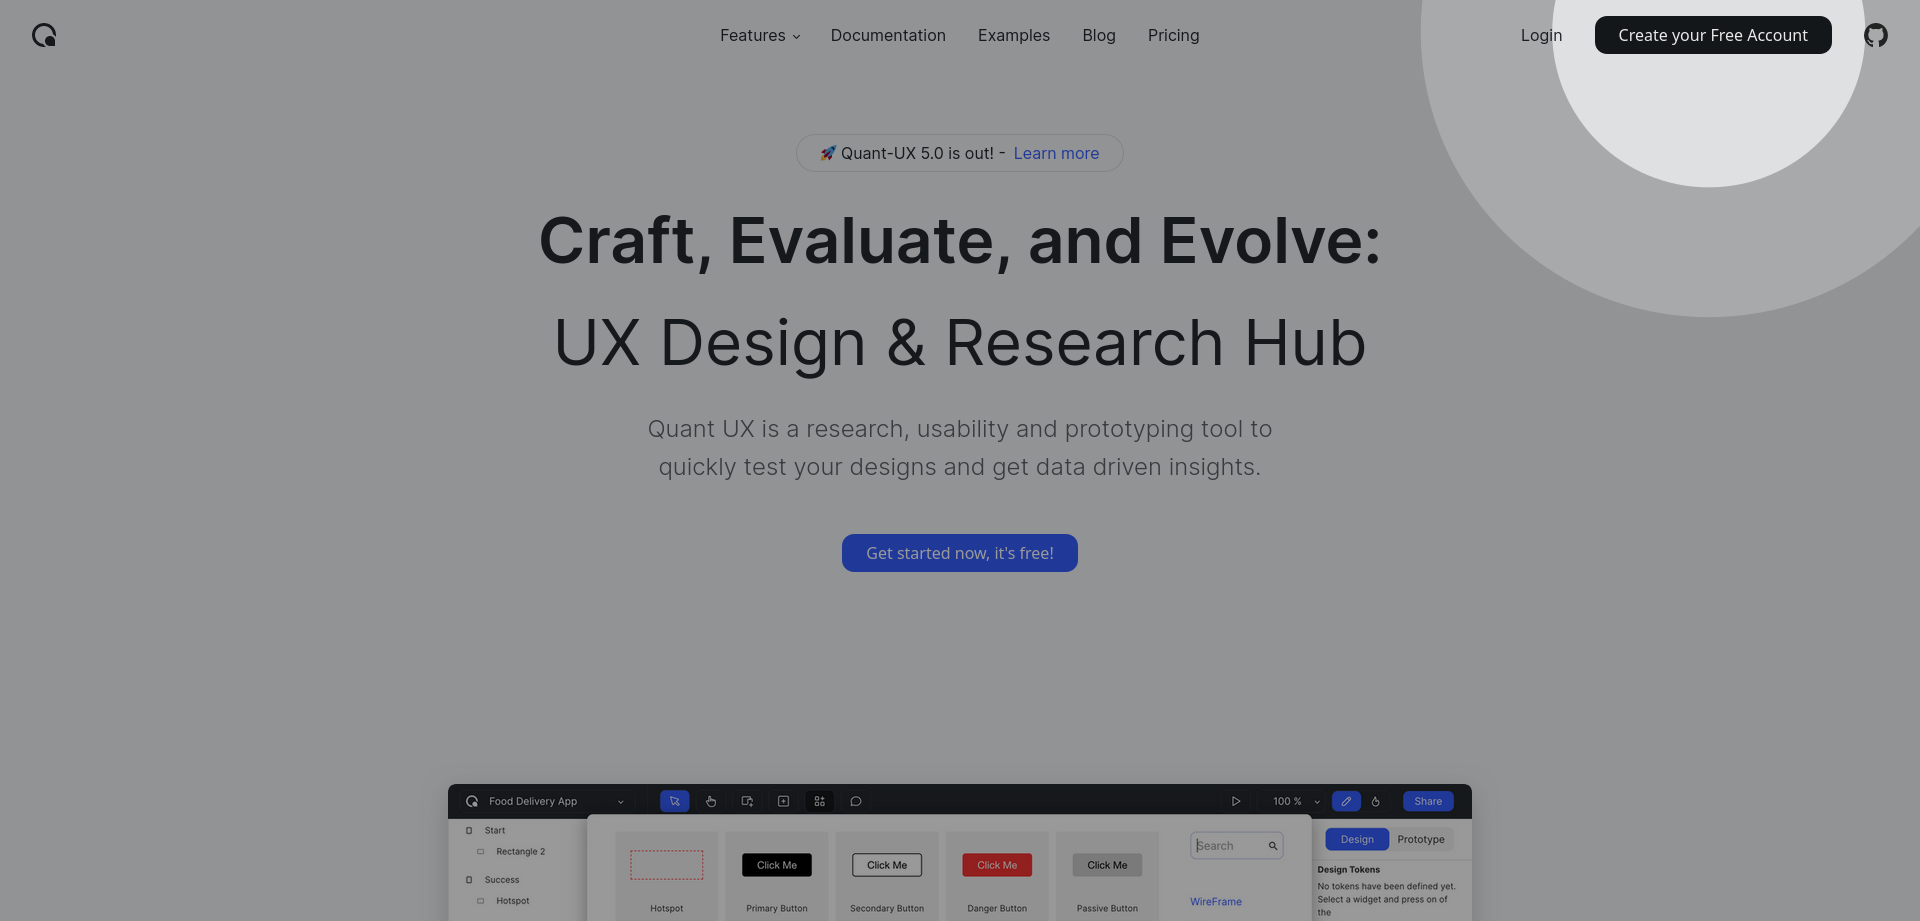 Features
Documentation
Examples
Blog
Pricing
Login
Create your Free Account
🚀 Quant-UX 5.0 is out! - Learn more
Craft, Evaluate, and Evolve:
UX Design & Research Hub
Quant UX is a research, usability and prototyping tool to
quickly test your designs and get data driven insights.
Get started now, it's free!
Food Delivery App
100 %
Share
Start
Rectangle 2
Success
Hotspot
Click Me
Click Me
Click Me
Click Me
Hotspot
Primary Button
Secondary Button
Danger Button
Passive Button
Search
WireFrame
Design
Prototype
Design Tokens
No tokens have been defined yet.
Select a widget and press on of
the